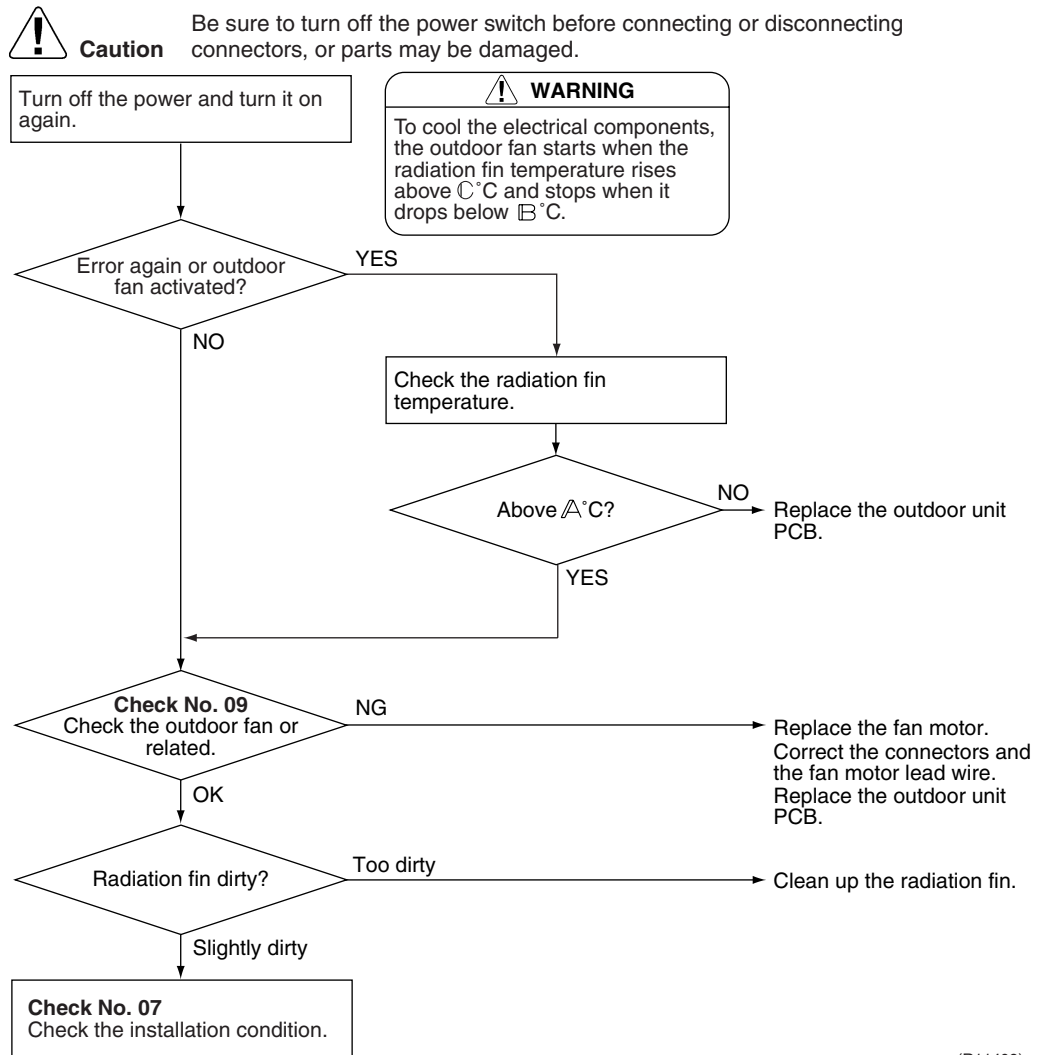 Be sure to turn off the power switch before connecting or disconnecting
Caution connectors, or parts may be damaged.
Turn off the power and turn it on
again.
WARNING
To cool the electrical components,
the outdoor fan starts when the
radiation fin temperature rises
above ℂ°C and stops when it
drops below 𝔹°C.
Error again or outdoor
fan activated?
YES
NO
Check the radiation fin
temperature.
Above 𝔸°C?
NO
Replace the outdoor unit
PCB.
YES
Check No. 09
Check the outdoor fan or
related.
NG
Replace the fan motor.
Correct the connectors and
the fan motor lead wire.
Replace the outdoor unit
PCB.
OK
Radiation fin dirty?
Too dirty
Clean up the radiation fin.
Slightly dirty
Check No. 07
Check the installation condition.